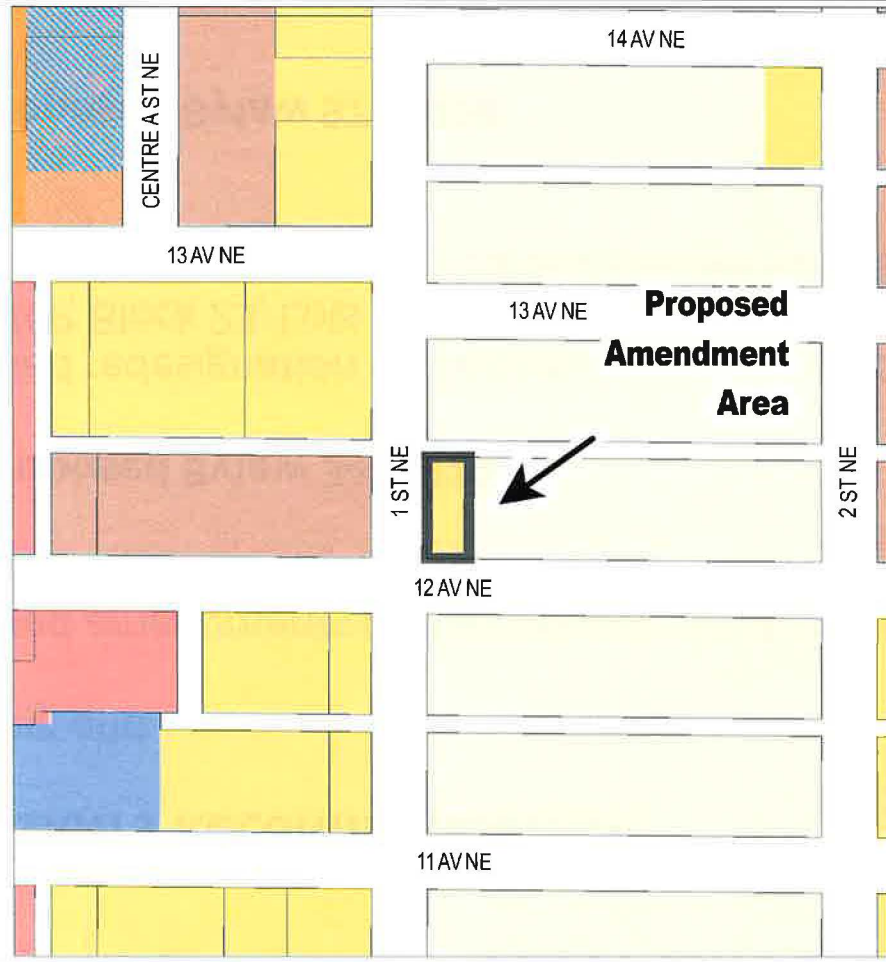 14 AV NE
CENTRE A ST NE
13 AV NE
13 AV NE
Proposed
Amendment
Area
1 ST NE
2 ST NE
12 AV NE
11 AV NE